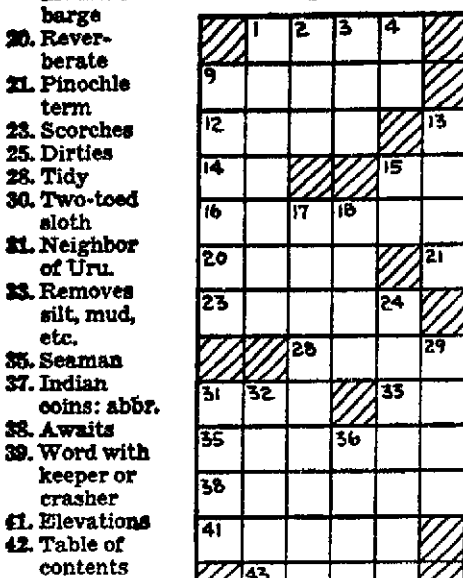 barge
20. Rever-
berate
21. Pinochle
term
23. Scorches
25. Dirties
28. Tidy
30. Two-toed
sloth
31. Neighbor
of Uru.
33. Removes
silt, mud,
etc.
35. Seaman
37. Indian
coins: abbr.
38. Awaits
39. Word with
keeper or
crasher
41. Elevations
42. Table of
contents
1 2 3 4
9
12 13
14 15
16 17 18
20 21
23 24
28 29
31 32 33
35 36
38
41
43